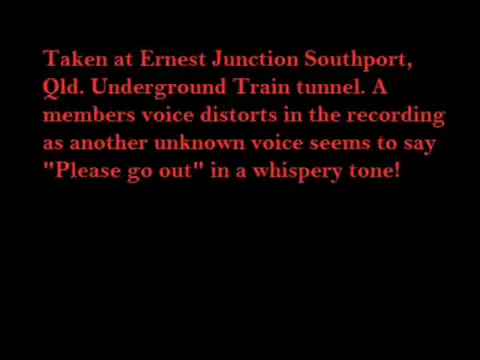 Taken at Ernest Junction Southport,
Qld. Underground Train tunnel. A
members voice distorts in the recording
as another unknown voice seems to say
"Please go out" in a whispery tone!